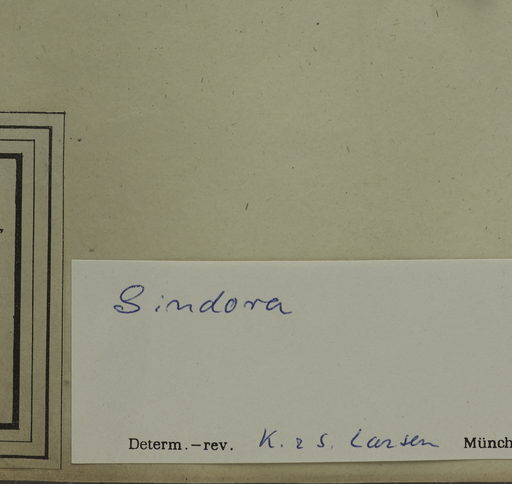 Sindora
Determ.-rev. K. & S. Larsen Münch